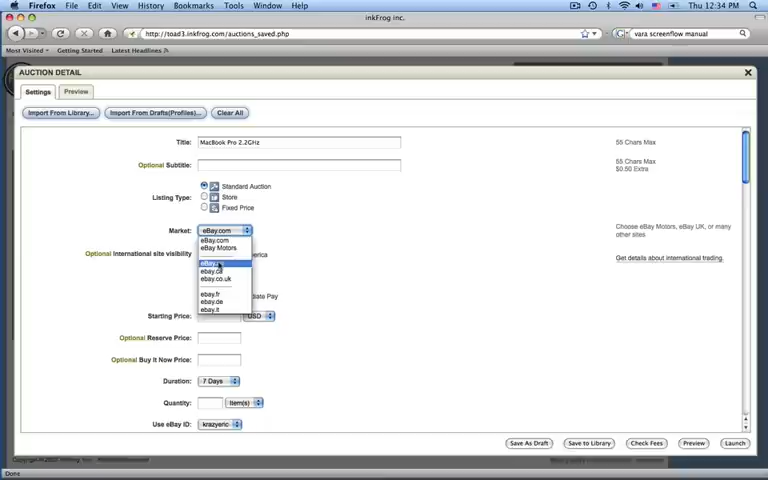 Firefox File Edit View History Bookmarks Tools Window Help Thu 12:34 PM
inkFrog inc.
http://toad3.inkfrog.com/auctions_saved.php vara screenflow manual
Most Visited Getting Started Latest Headlines
AUCTION DETAIL
Settings Preview
Import From Library... Import From Drafts(Profiles)... Clear All
Title: MacBook Pro 2.2GHz 55 Chars Max
Optional Subtitle: 55 Chars Max
$0.50 Extra
Standard Auction
Listing Type: Store
Fixed Price
Market: eBay.com Choose eBay Motors, eBay UK, or many
other sites
eBay.com
eBay Motors
Optional International site visibility
Get details about international trading.
ebay.ca
ebay.co.uk
ebay.fr
ebay.de
ebay.it
Pay
Starting Price: USD
Optional Reserve Price:
Optional Buy It Now Price:
Duration: 7 Days
Quantity: Item(s)
Use eBay ID: krazyeric
Save As Draft Save to Library Check Fees Preview Launch
Done